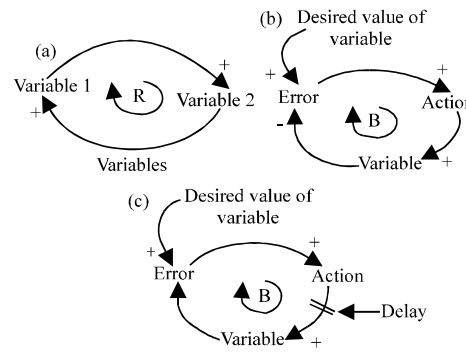 (a)
+
Variable 1
R
Variable 2
+
Variables
(b)
Desired value of
variable
+
+
Error
Action
B
-
Variable
+
(c)
Desired value of
variable
+
+
Error
Action
B
Delay
Variable
+